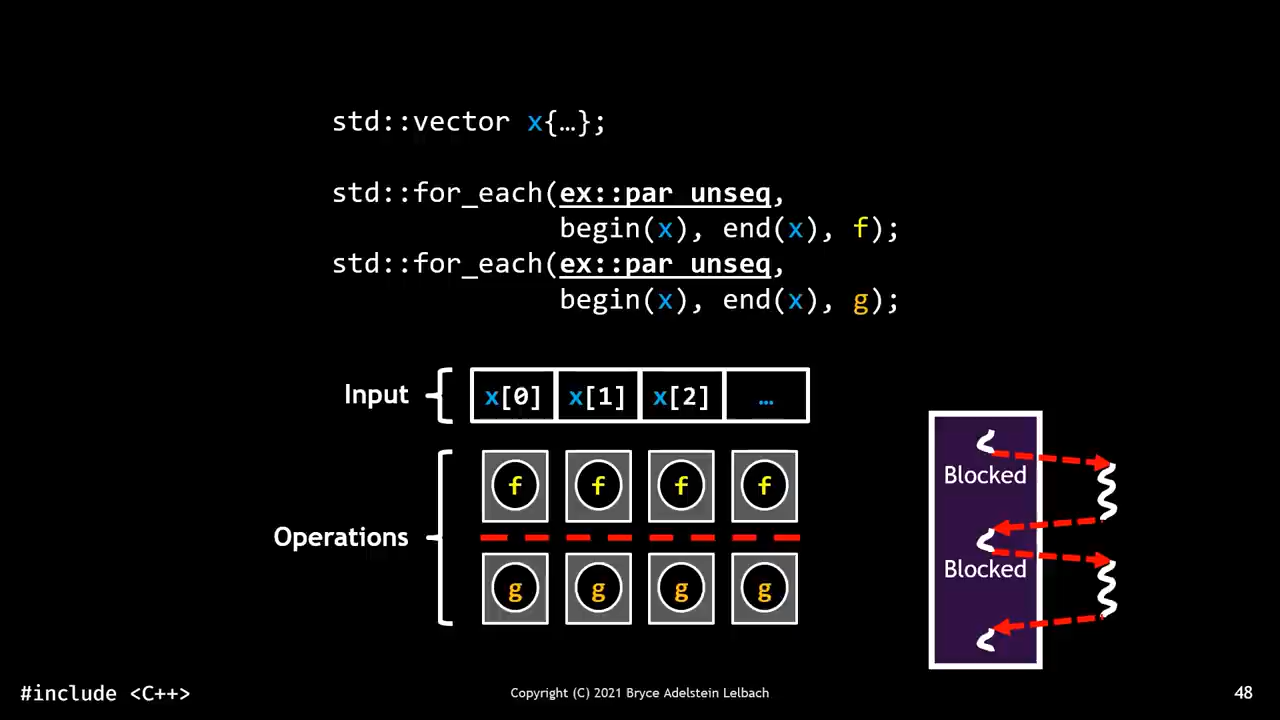 std::vector x{…};
std::for_each(ex::par_unseq,
begin(x), end(x), f);
std::for_each(ex::par_unseq,
begin(x), end(x), g);
Input
x[0] x[1] x[2] …
Operations
f f f f
g g g g
Blocked
Blocked
#include <C++>
Copyright (C) 2021 Bryce Adelstein Lelbach
48